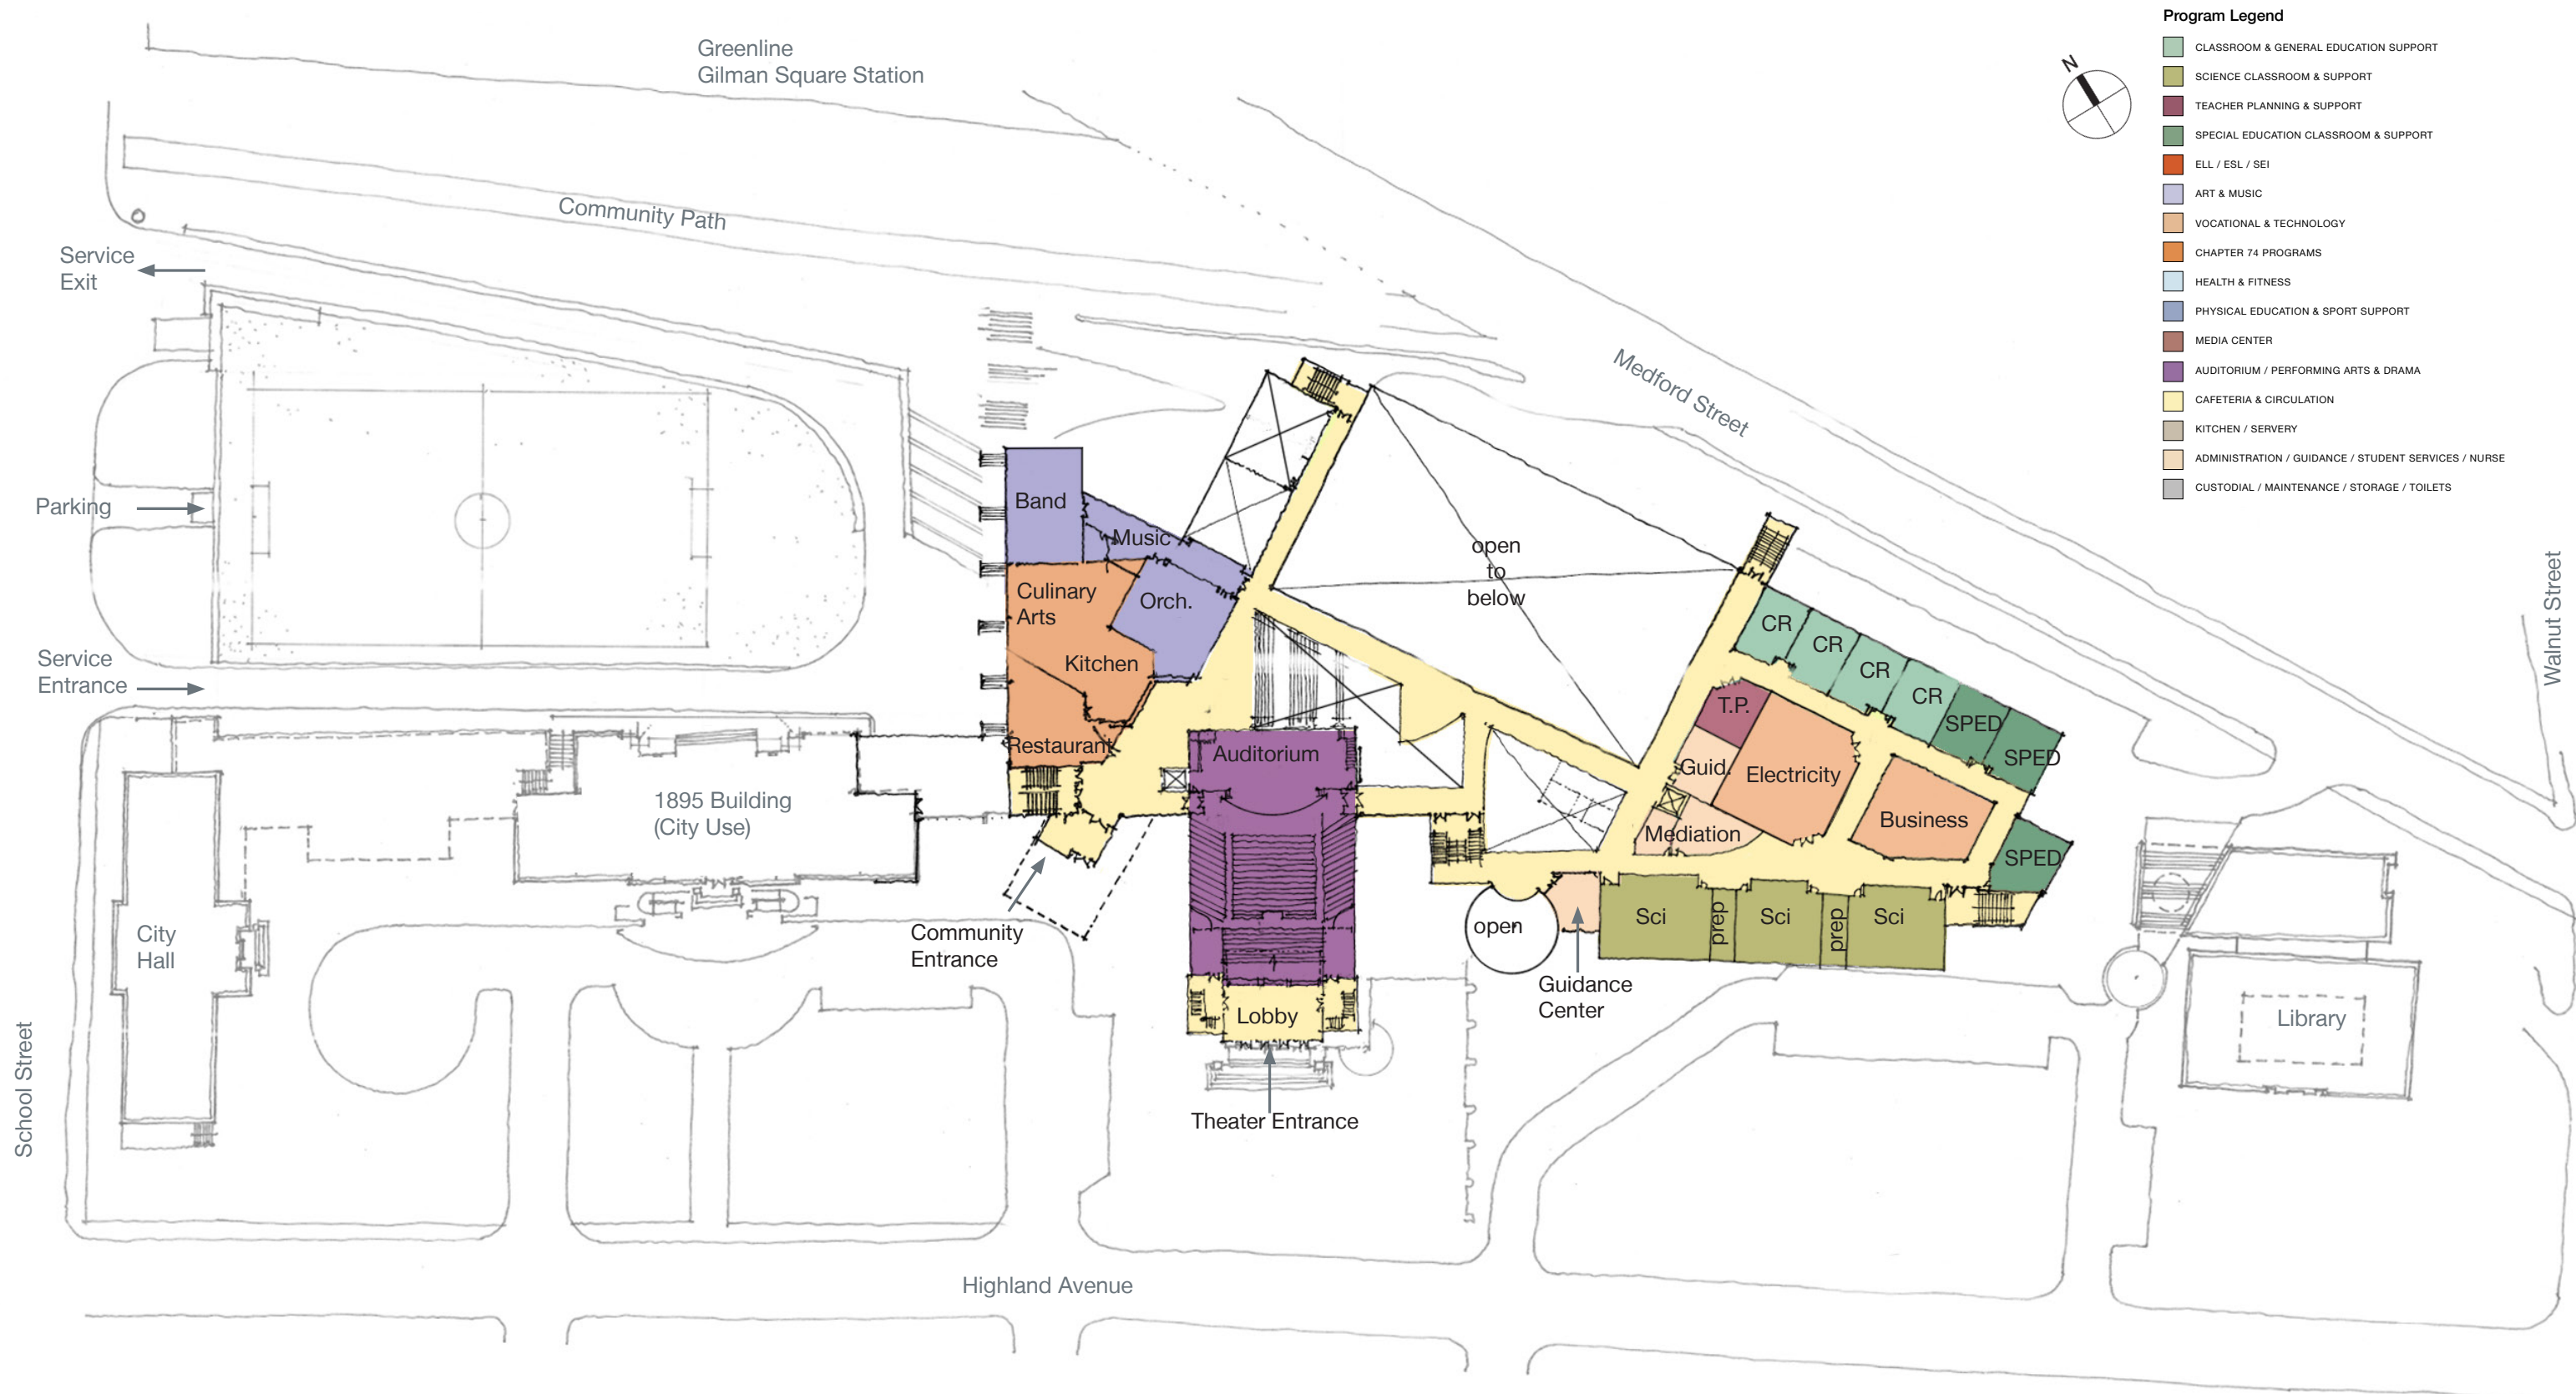 Program Legend
CLASSROOM & GENERAL EDUCATION SUPPORT
SCIENCE CLASSROOM & SUPPORT
TEACHER PLANNING & SUPPORT
SPECIAL EDUCATION CLASSROOM & SUPPORT
ELL / ESL / SEI
ART & MUSIC
VOCATIONAL & TECHNOLOGY
CHAPTER 74 PROGRAMS
HEALTH & FITNESS
PHYSICAL EDUCATION & SPORT SUPPORT
MEDIA CENTER
AUDITORIUM / PERFORMING ARTS & DRAMA
CAFETERIA & CIRCULATION
KITCHEN / SERVERY
ADMINISTRATION / GUIDANCE / STUDENT SERVICES / NURSE
CUSTODIAL / MAINTENANCE / STORAGE / TOILETS
N
Greenline
Gilman Square Station
Community Path
Service
Exit
Medford Street
Parking
Band
Music
open
to
below
Culinary
Arts
Orch.
CR
CR
CR
CR
SPED
SPED
Walnut Street
Service
Entrance
Kitchen
T.P.
Restaurant
Auditorium
Guid.
Electricity
1895 Building
(City Use)
Mediation
Business
SPED
City
Hall
Community
Entrance
open
Sci
prep
Sci
prep
Sci
Guidance
Center
Lobby
Library
School Street
Theater Entrance
Highland Avenue